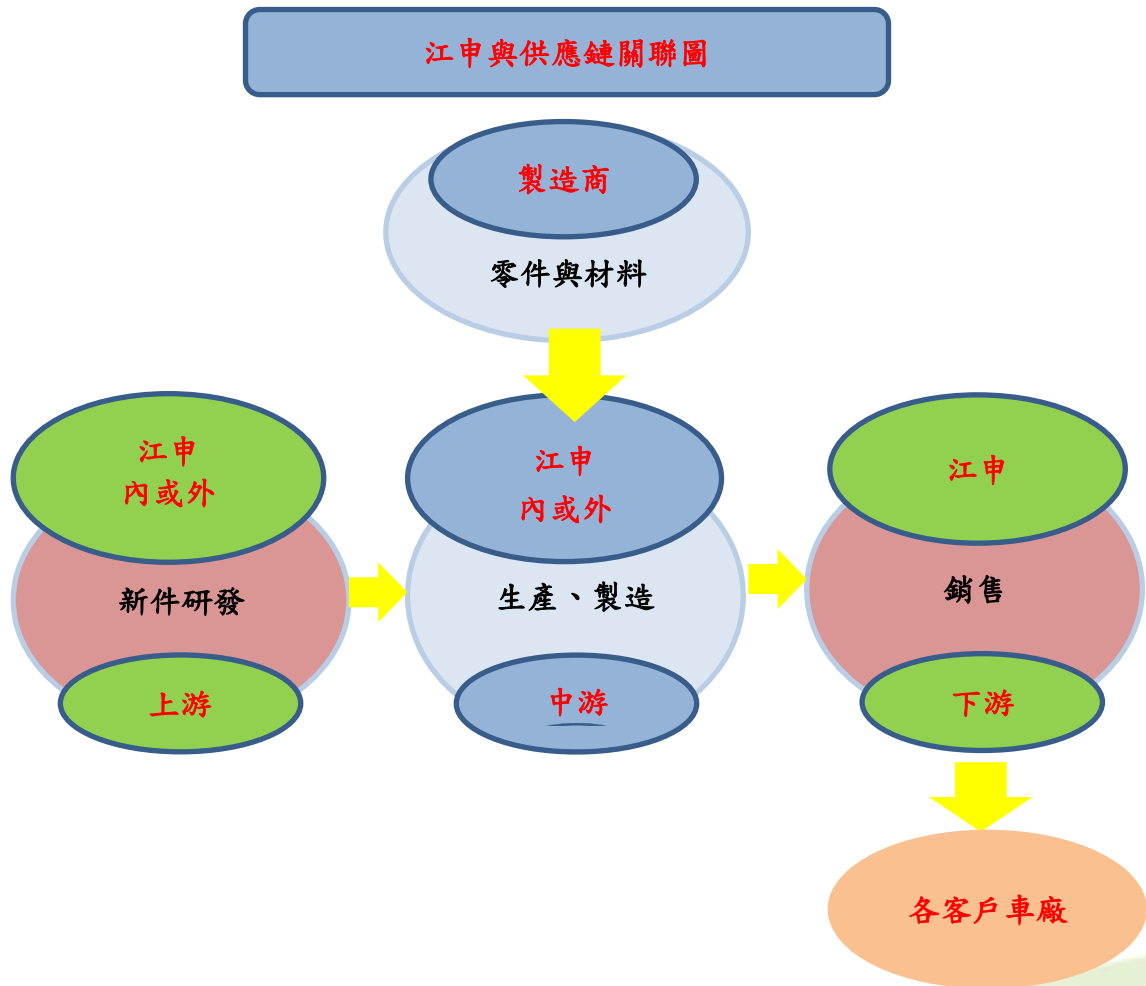 江申與供應鏈關聯圖
製造商
零件與材料
江申
內或外
新件研發
上游
江申
內或外
生產、製造
中游
江申
銷售
下游
各客戶車廠